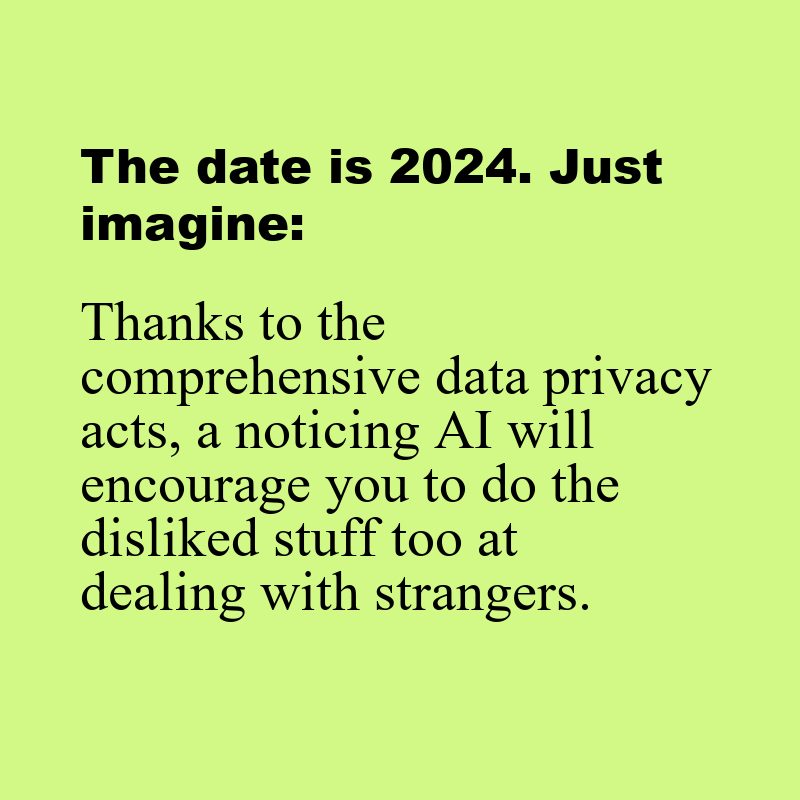 The date is 2024. Just
imagine:
Thanks to the
comprehensive data privacy
acts, a noticing AI will
encourage you to do the
disliked stuff too at
dealing with strangers.